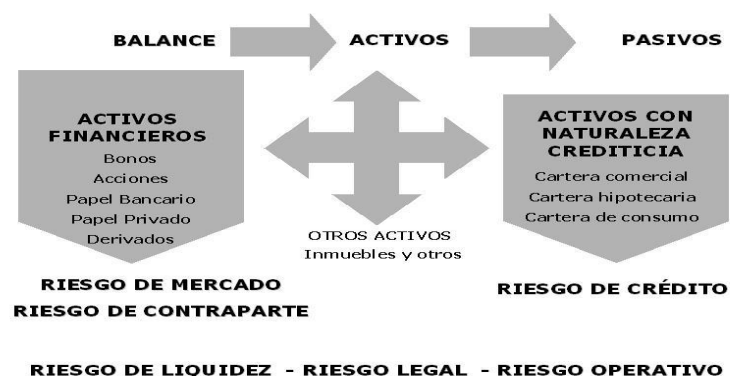 BALANCE
ACTIVOS
PASIVOS
ACTIVOS
FINANCIEROS
Bonos
Acciones
Papel Bancario
Papel Privado
Derivados
OTROS ACTIVOS
Inmuebles y otros
ACTIVOS CON
NATURALEZA
CREDITICIA
Cartera comercial
Cartera hipotecaria
Cartera de consumo
RIESGO DE MERCADO
RIESGO DE CONTRAPARTE
RIESGO DE CRÉDITO
RIESGO DE LIQUIDEZ - RIESGO LEGAL - RIESGO OPERATIVO